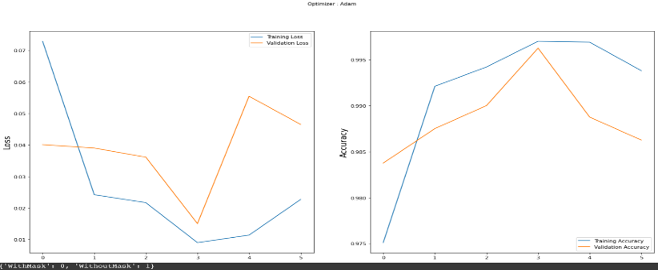 Optimizer : Adam
Training Loss
Validation Loss
0.07
0.06
0.05
0.04
0.03
0.02
0.01
Loss
0 1 2 3 4 5
0.995
0.990
0.985
0.980
0.975
Accuracy
Training Accuracy
Validation Accuracy
0 1 2 3 4 5
{'WithMask': 0, 'WithoutMask': 1}